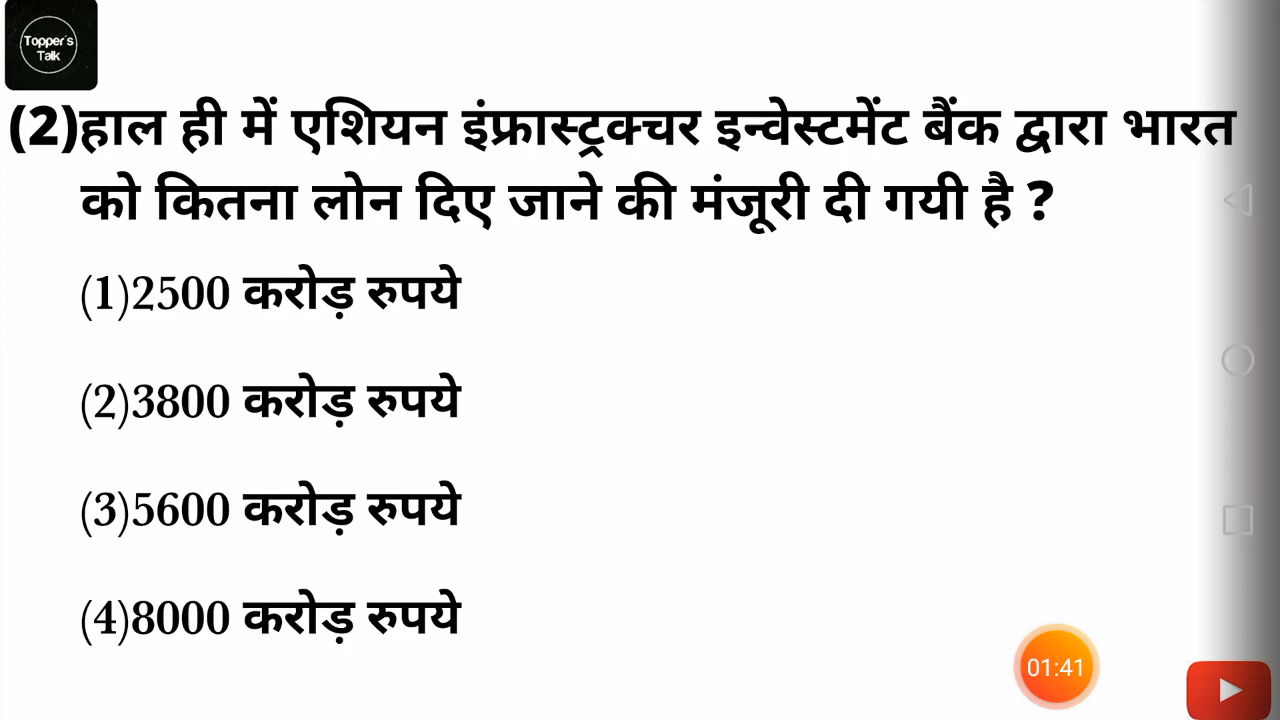 Topper's
Talk
(2)हाल ही में एशियन इंफ्रास्ट्रक्चर इन्वेस्टमेंट बैंक द्वारा भारत
को कितना लोन दिए जाने की मंजूरी दी गयी है ?
(1)2500 करोड़ रुपये
(2)3800 करोड़ रुपये
(3)5600 करोड़ रुपये
(4)8000 करोड़ रुपये
01:41